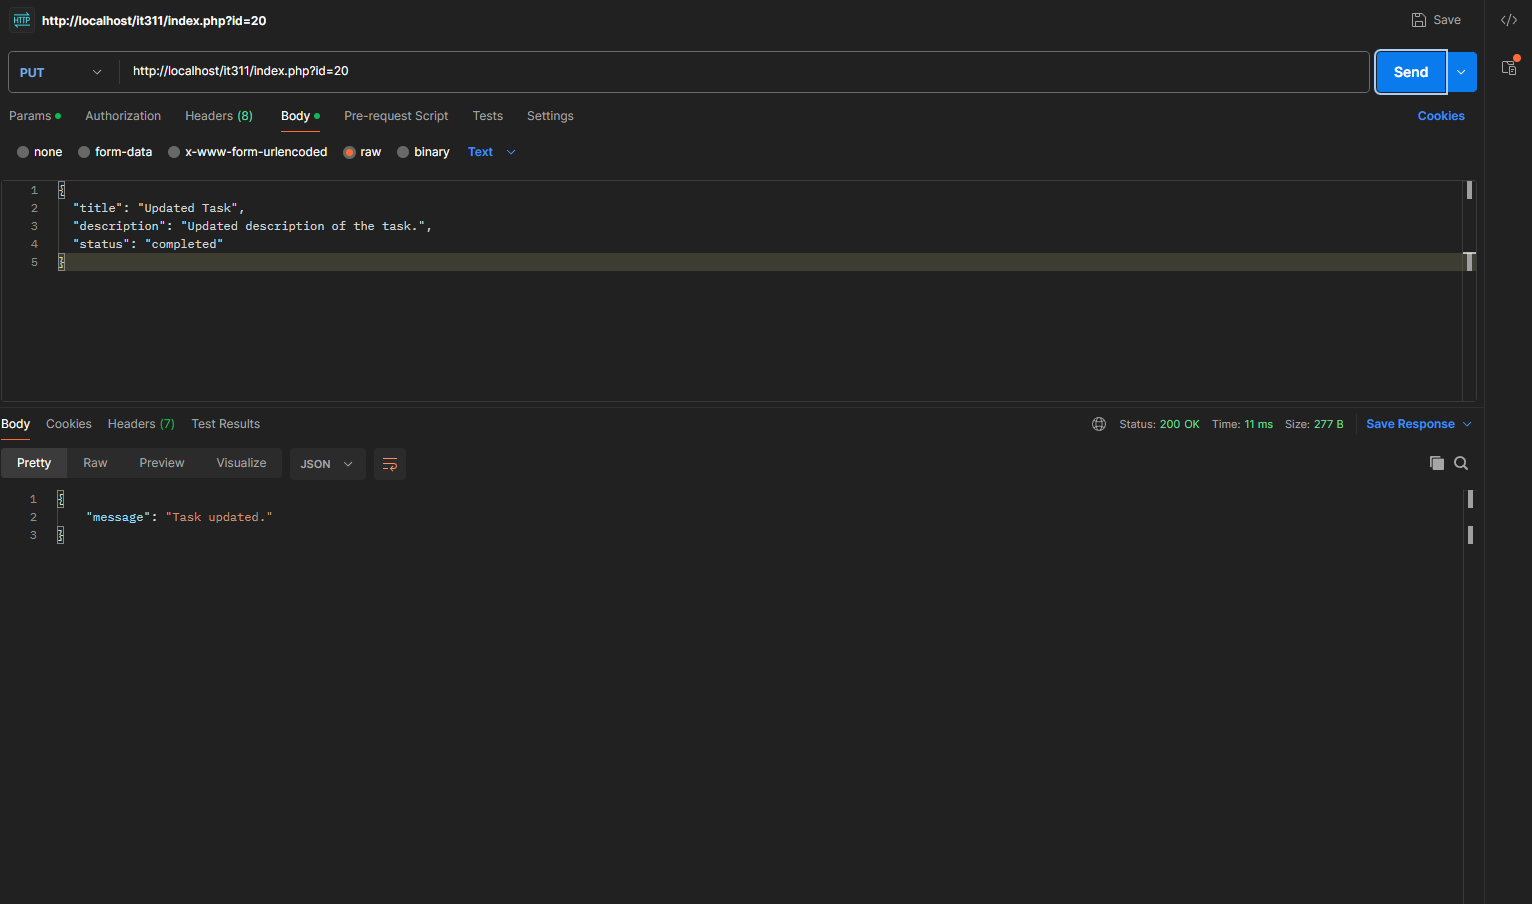 HTTP http://localhost/it311/index.php?id=20 Save
PUT http://localhost/it311/index.php?id=20 Send
Params Authorization Headers (8) Body Pre-request Script Tests Settings Cookies
none form-data x-www-form-urlencoded raw binary Text
1 {
2 "title": "Updated Task",
3 "description": "Updated description of the task.",
4 "status": "completed"
5 }
Body Cookies Headers (7) Test Results Status: 200 OK Time: 11 ms Size: 277 B Save Response
Pretty Raw Preview Visualize JSON
1 {
2 "message": "Task updated."
3 }